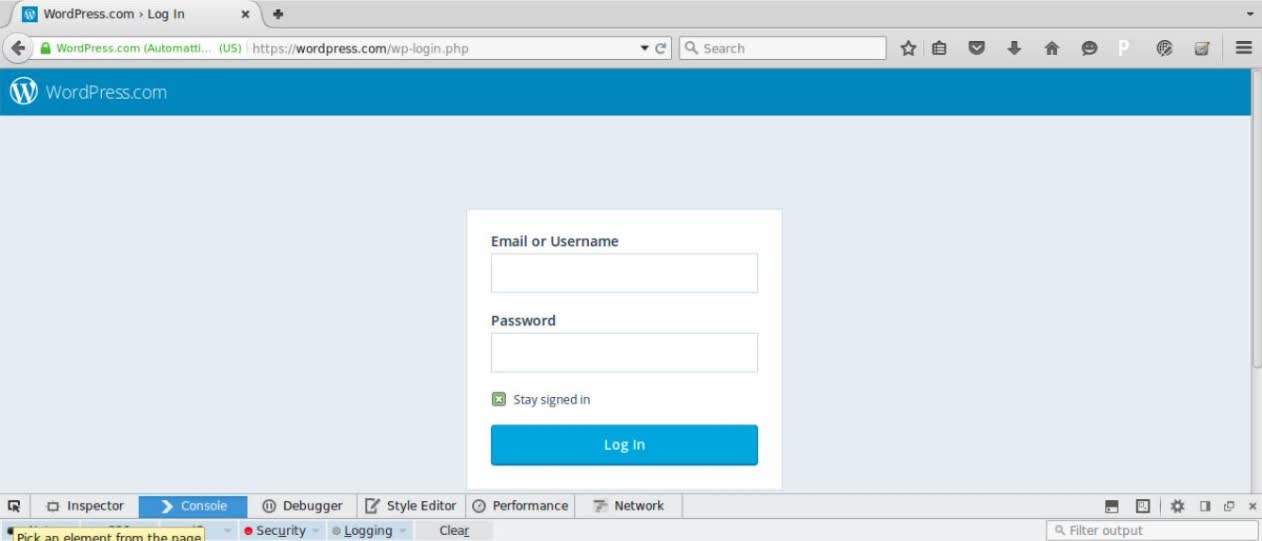 WordPress.com › Log In
WordPress.com (Automatti... (US) https://wordpress.com/wp-login.php Search
WordPress.com
Email or Username
Password
Stay signed in
Log In
Inspector Console Debugger Style Editor Performance Network
Security Logging Clear Filter output
Pick an element from the page